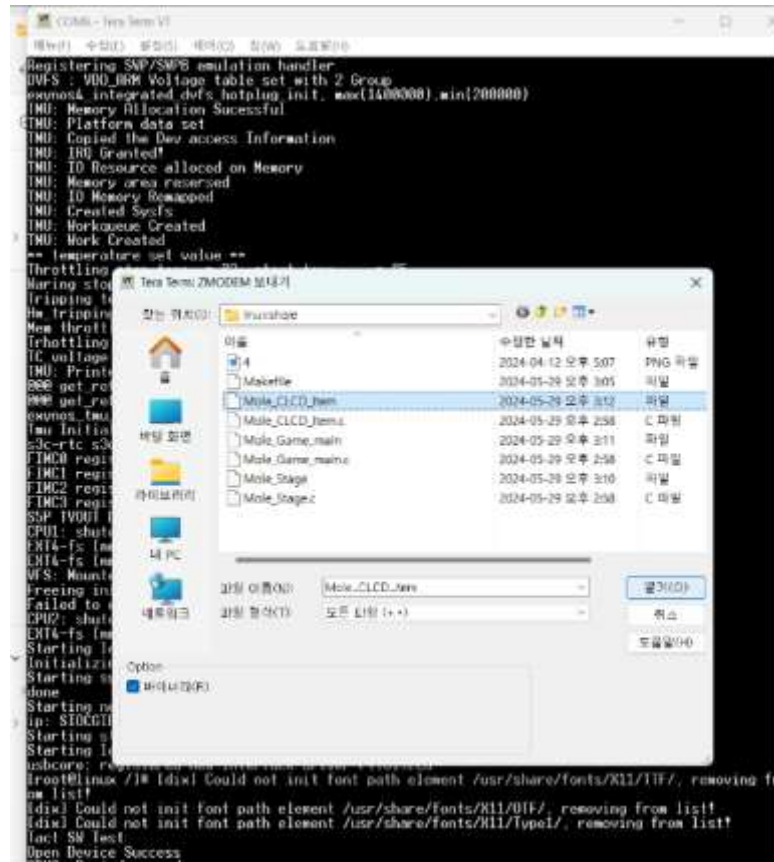 COM6 - Tera Term VT
Registering SWP/SWPB emulation handler
DVFS : VDD_ARM Voltage table set with 2 Group
exynos4_integrated_dvfs_hotplug_init, max(1400000),min(200000)
TMU: Memory Allocation Sucessful
TMU: Platform data set
TMU: Copied the Dev access Information
TMU: IRQ Granted!
TMU: IO Resource alloced on Memory
TMU: Memory area resersed
TMU: IO Memory Remapped
TMU: Created SysFs
TMU: Workqueue Created
TMU: Work Created
** temperature set value **
Throttling
Waring stop
Tripping t
Hw_tripping
Mem thrott
Trhottling
TC_voltage
TMU: Print
@@@ get_re
@@@ get_re
exynos_tmu
Tmu Initia
s3c-rtc s3c
FIMC0 regi
FIMC1 regi
FIMC2 regi
FIMC3 regi
S5P TVOUT
CPU1: shut
EXT4-fs (m
EXT4-fs (m
VFS: Mount
Freeing in
Failed to
CPU2: shut
EXT4-fs (m
Starting
Initializi
Starting
done
Starting n
ip: SIOCGI
Starting s
Starting
usbcore:
Tera Term: ZMODEM 보내기
찾는 위치(I): linuxshare
이름 수정한 날짜 유형
4 2024-04-12 오후 5:07 PNG 파일
Makefile 2024-05-29 오후 3:05 파일
Mole_CLCD_Item 2024-05-29 오후 3:12 파일
Mole_CLCD_Item.c 2024-05-29 오후 2:58 C 파일
Mole_Game_main 2024-05-29 오후 3:11 파일
Mole_Game_main.c 2024-05-29 오후 2:58 C 파일
Mole_Stage 2024-05-29 오후 3:10 파일
Mole_Stage.c 2024-05-29 오후 2:58 C 파일
홈
바탕 화면
라이브러리
내 PC
네트워크
파일 이름(N): Mole_CLCD_Item 열기(O)
파일 형식(T): 모든 파일 (*.*) 취소
도움말(H)
Option
바이너리(R)
[root@linux /]# [dix] Could not init font path element /usr/share/fonts/X11/TTF/, removing fr
om list!
[dix] Could not init font path element /usr/share/fonts/X11/OTF/, removing from list!
[dix] Could not init font path element /usr/share/fonts/X11/Type1/, removing from list!
Tact SW Test
Open Device Success